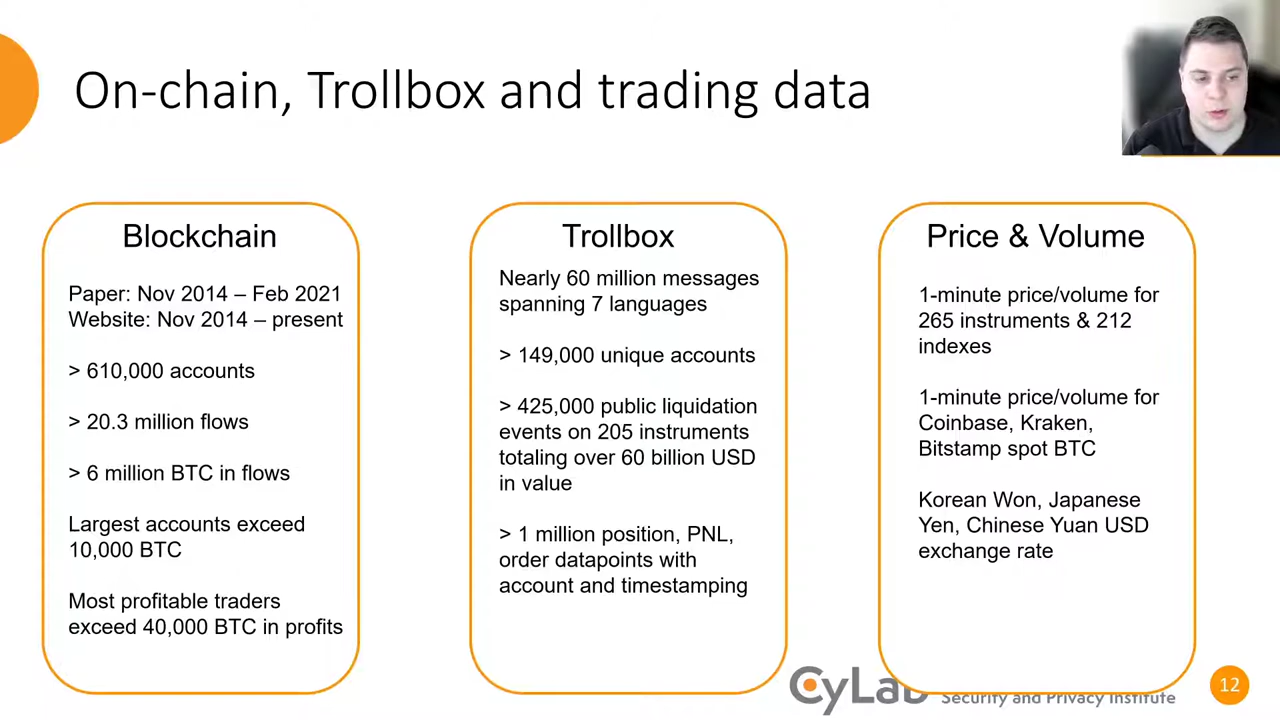 On-chain, Trollbox and trading data
Blockchain
Paper: Nov 2014 – Feb 2021
Website: Nov 2014 – present
> 610,000 accounts
> 20.3 million flows
> 6 million BTC in flows
Largest accounts exceed
10,000 BTC
Most profitable traders
exceed 40,000 BTC in profits
Trollbox
Nearly 60 million messages
spanning 7 languages
> 149,000 unique accounts
> 425,000 public liquidation
events on 205 instruments
totaling over 60 billion USD
in value
> 1 million position, PNL,
order datapoints with
account and timestamping
Price & Volume
1-minute price/volume for
265 instruments & 212
indexes
1-minute price/volume for
Coinbase, Kraken,
Bitstamp spot BTC
Korean Won, Japanese
Yen, Chinese Yuan USD
exchange rate
CyLab
Security and Privacy Institute
12